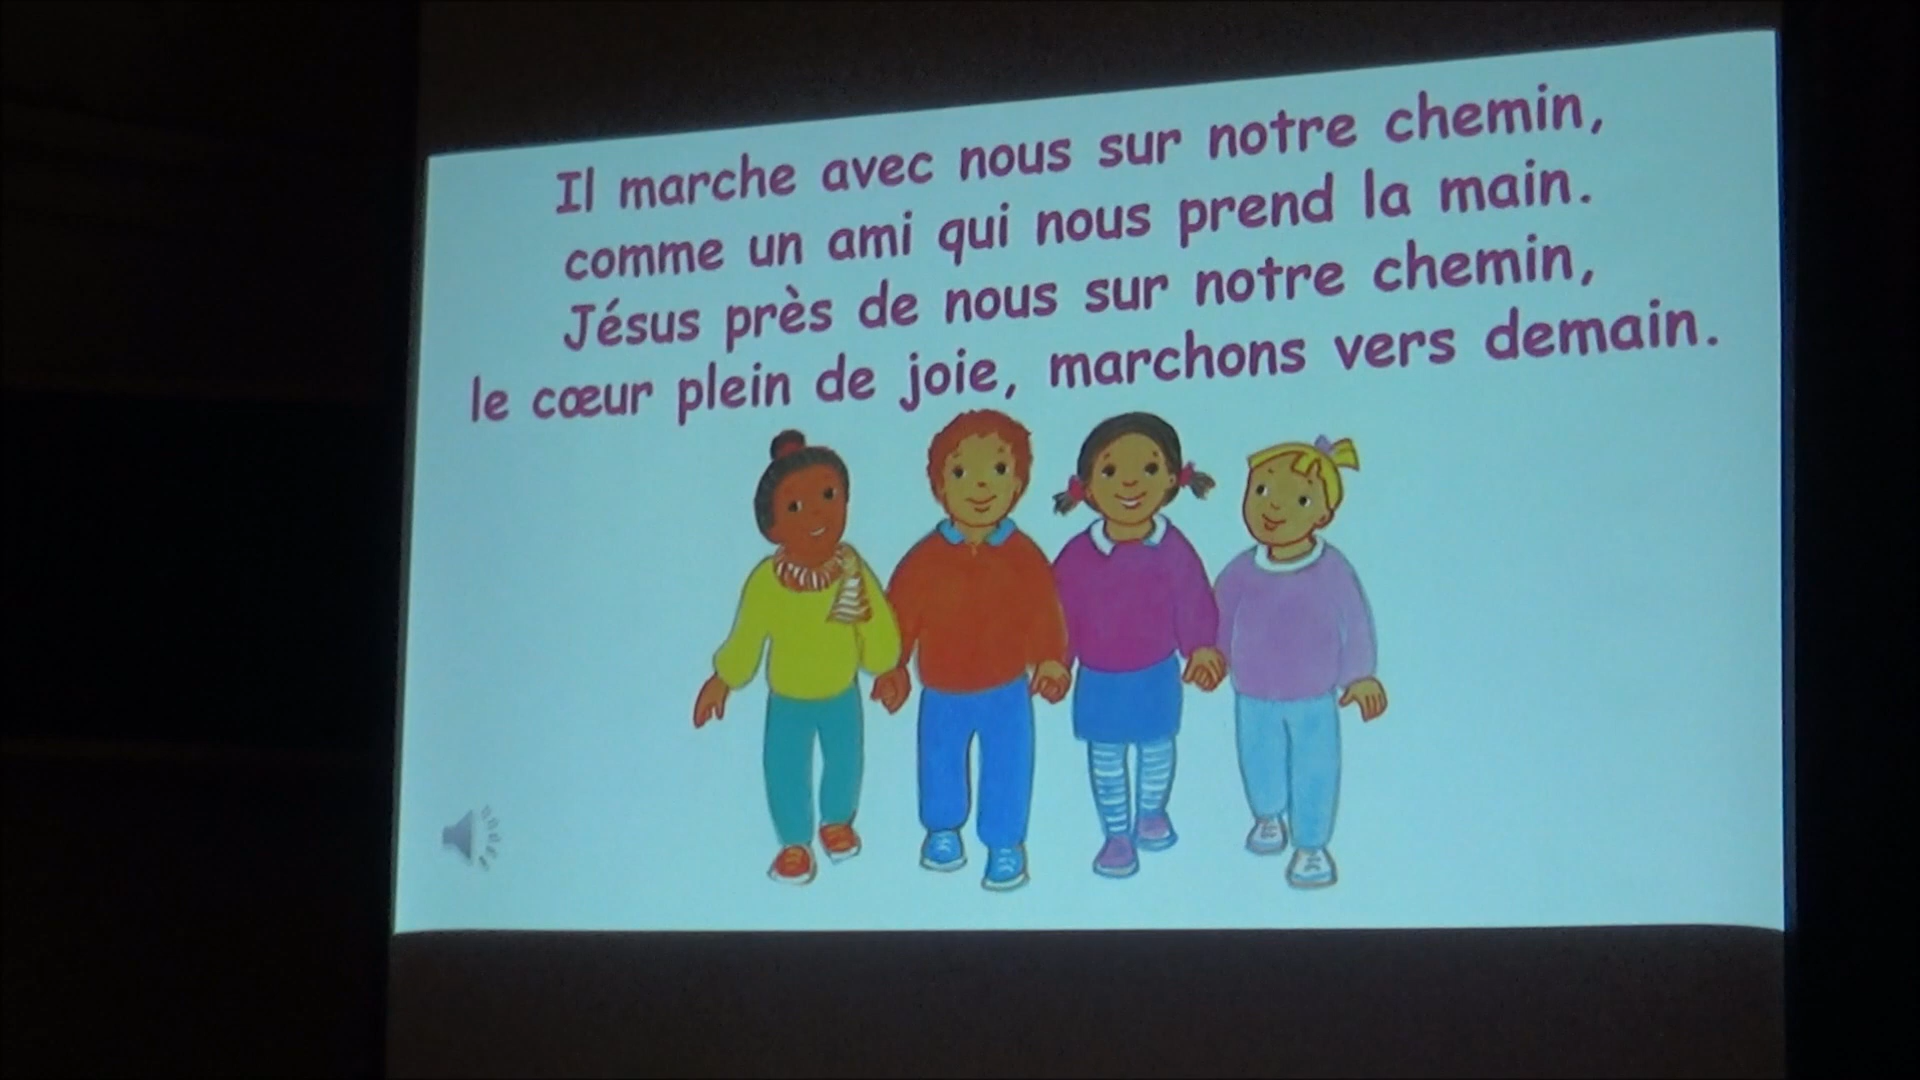 Il marche avec nous sur notre chemin,
comme un ami qui nous prend la main.
Jésus près de nous sur notre chemin,
le cœur plein de joie, marchons vers demain.